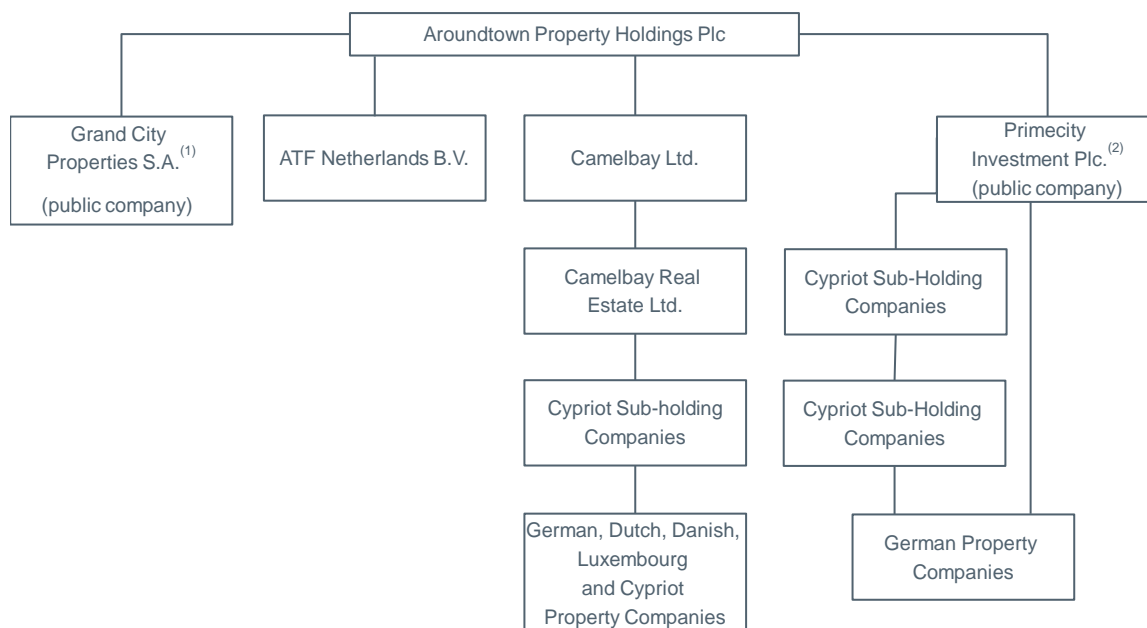 Aroundtown Property Holdings Plc
Grand City
Properties S.A.(1)
(public company)
ATF Netherlands B.V.
Camelbay Ltd.
Primecity
Investment Plc.(2)
(public company)
Camelbay Real
Estate Ltd.
Cypriot Sub-Holding
Companies
Cypriot Sub-holding
Companies
Cypriot Sub-Holding
Companies
German, Dutch, Danish,
Luxembourg
and Cypriot
Property Companies
German Property
Companies